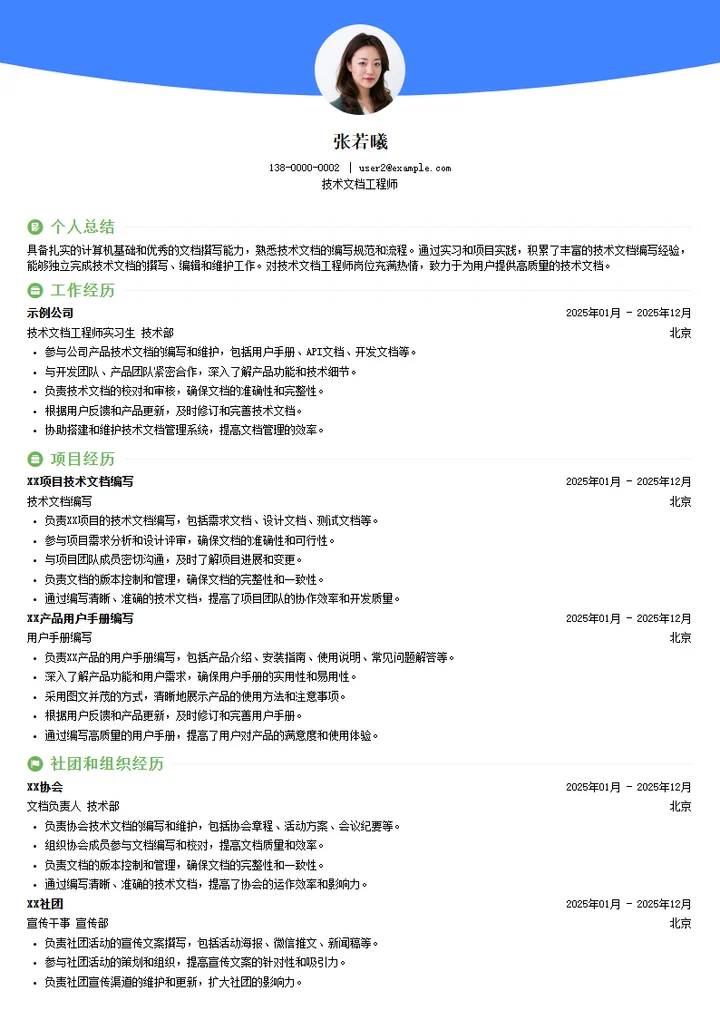 张若曦
138-0000-0002 | user2@example.com
技术文档工程师
个人总结
具备扎实的计算机基础和优秀的文档撰写能力，熟悉技术文档的编写规范和流程。通过实习和项目实践，积累了丰富的技术文档编写经验，
能够独立完成技术文档的撰写、编辑和维护工作。对技术文档工程师岗位充满热情，致力于为用户提供高质量的技术文档。
工作经历
示例公司 2025年01月 - 2025年12月
技术文档工程师实习生 技术部 北京
• 参与公司产品技术文档的编写和维护，包括用户手册、API文档、开发文档等。
• 与开发团队、产品团队紧密合作，深入了解产品功能和技术细节。
• 负责技术文档的校对和审核，确保文档的准确性和完整性。
• 根据用户反馈和产品更新，及时修订和完善技术文档。
• 协助搭建和维护技术文档管理系统，提高文档管理的效率。
项目经历
XX项目技术文档编写 2025年01月 - 2025年12月
技术文档编写 北京
• 负责XX项目的技术文档编写，包括需求文档、设计文档、测试文档等。
• 参与项目需求分析和设计评审，确保文档的准确性和可行性。
• 与项目团队成员密切沟通，及时了解项目进展和变更。
• 负责文档的版本控制和管理，确保文档的完整性和一致性。
• 通过编写清晰、准确的技术文档，提高了项目团队的协作效率和开发质量。
XX产品用户手册编写 2025年01月 - 2025年12月
用户手册编写 北京
• 负责XX产品的用户手册编写，包括产品介绍、安装指南、使用说明、常见问题解答等。
• 深入了解产品功能和用户需求，确保用户手册的实用性和易用性。
• 采用图文并茂的方式，清晰地展示产品的使用方法和注意事项。
• 根据用户反馈和产品更新，及时修订和完善用户手册。
• 通过编写高质量的用户手册，提高了用户对产品的满意度和使用体验。
社团和组织经历
XX协会 2025年01月 - 2025年12月
文档负责人 技术部 北京
• 负责协会技术文档的编写和维护，包括协会章程、活动方案、会议纪要等。
• 组织协会成员参与文档编写和校对，提高文档质量和效率。
• 负责文档的版本控制和管理，确保文档的完整性和一致性。
• 通过编写清晰、准确的技术文档，提高了协会的运作效率和影响力。
XX社团 2025年01月 - 2025年12月
宣传干事 宣传部 北京
• 负责社团活动的宣传文案撰写，包括活动海报、微信推文、新闻稿等。
• 参与社团活动的策划和组织，提高宣传文案的针对性和吸引力。
• 负责社团宣传渠道的维护和更新，扩大社团的影响力。